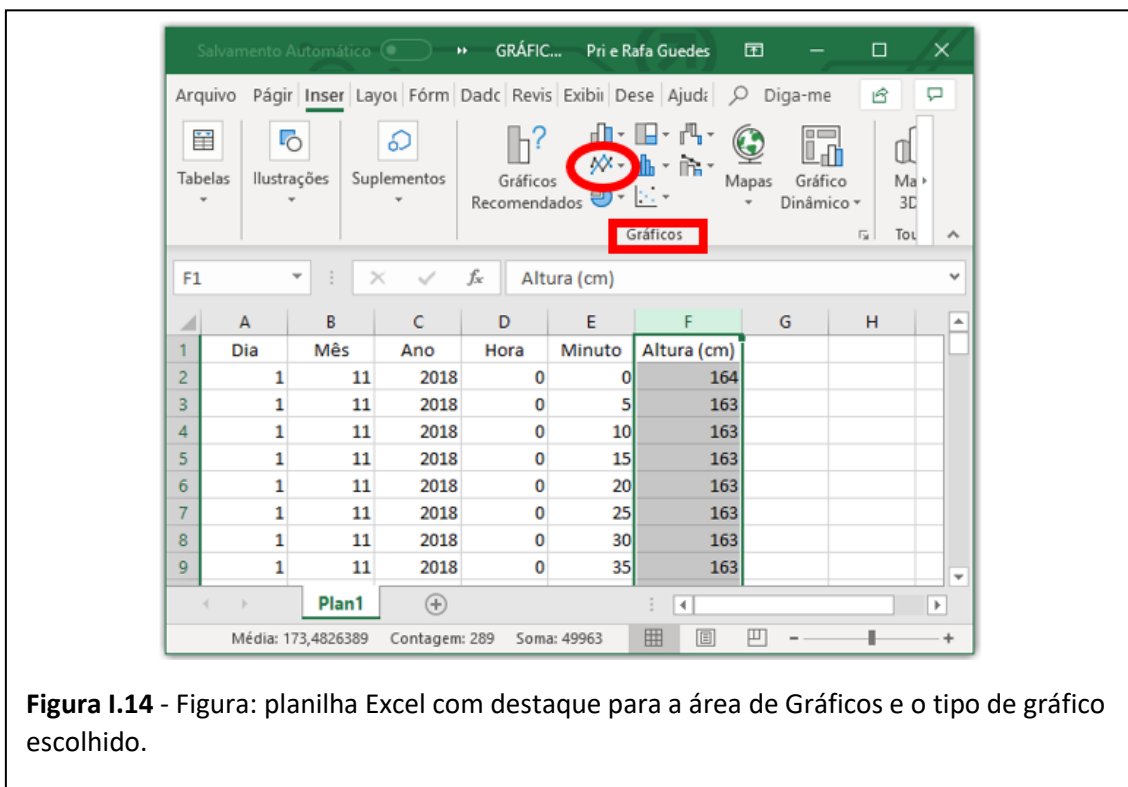 Salvamento Automático GRÁFIC... Pri e Rafa Guedes
Arquivo Págir Inser Layou Fórm Dadc Revis Exibii Dese Ajuda Diga-me
Tabelas Ilustrações Suplementos Gráficos Recomendados Mapas Gráfico Dinâmico Ma 3D
Gráficos Tou
F1 fx Altura (cm)
A B C D E F G H
1 Dia Mês Ano Hora Minuto Altura (cm)
2 1 11 2018 0 0 164
3 1 11 2018 0 5 163
4 1 11 2018 0 10 163
5 1 11 2018 0 15 163
6 1 11 2018 0 20 163
7 1 11 2018 0 25 163
8 1 11 2018 0 30 163
9 1 11 2018 0 35 163
Plan1
Média: 173,4826389 Contagem: 289 Soma: 49963
Figura I.14 - Figura: planilha Excel com destaque para a área de Gráficos e o tipo de gráfico
escolhido.